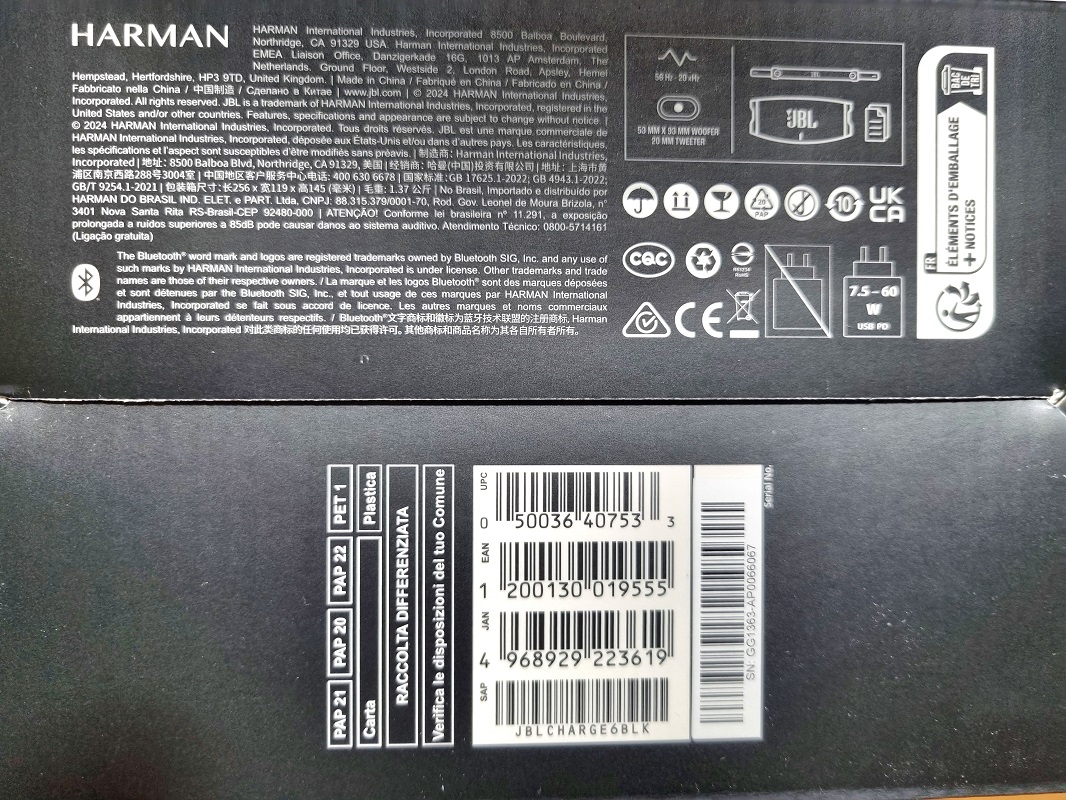 HARMAN
HARMAN International Industries, Incorporated 8500 Balboa Boulevard,
Northridge, CA 91329 USA. Harman International Industries, Incorporated
EMEA Liaison Office, Danzigerkade 16G, 1013 AP Amsterdam, The
Netherlands. Ground Floor, Westside 2, London Road, Apsley, Hemel
Hempstead, Hertfordshire, HP3 9TD, United Kingdom. | Made in China / Fabriqué en China / Fabricado en China /
Fabbricato nella China / 中国制造 / Сделано в Китае | www.jbl.com | © 2024 HARMAN International Industries,
Incorporated. All rights reserved. JBL is a trademark of HARMAN International Industries, Incorporated, registered in the
United States and/or other countries. Features, specifications and appearance are subject to change without notice. |
© 2024 HARMAN International Industries, Incorporated. Tous droits réservés. JBL est une marque commerciale de
HARMAN International Industries, Incorporated, déposée aux États-Unis et/ou dans d'autres pays. Les caractéristiques,
les spécifications et l'aspect sont susceptibles d'être modifiés sans préavis. | 制造商: Harman International Industries,
Incorporated | 地址: 8500 Balboa Blvd, Northridge, CA 91329, 美国 | 经销商: 哈曼(中国)投资有限公司 | 地址: 上海市黄
浦区南京西路288号3004室 | 中国地区客户服务中心电话: 400 630 6678 | 国家标准: GB 17625.1-2022; GB 4943.1-2022;
GB/T 9254.1-2021 | 包装箱尺寸: 长256 x 宽119 x 高145 (毫米) | 毛重: 1.37 公斤 | No Brasil, Importado e distribuído por
HARMAN DO BRASIL IND. ELET. e PART. Ltda, CNPJ: 88.315.379/0001-70, Rod. Gov. Leonel de Moura Brizola, n°
3401 Nova Santa Rita RS-Brasil-CEP 92480-000 | ATENÇÃO! Conforme lei brasileira n° 11.291, a exposição
prolongada a ruídos superiores a 85dB pode causar danos ao sistema auditivo. Atendimento Técnico: 0800-5714161
(Ligação gratuita)
The Bluetooth® word mark and logos are registered trademarks owned by Bluetooth SIG, Inc. and any use of
such marks by HARMAN International Industries, Incorporated is under license. Other trademarks and trade
names are those of their respective owners. / La marque et les logos Bluetooth® sont des marques déposées
et sont détenues par la Bluetooth SIG, Inc., et tout usage de ces marques par HARMAN International
Industries, Incorporated se fait sous accord de licence. Les autres marques et noms commerciaux
appartiennent à leurs détenteurs respectifs. / Bluetooth®文字商标和徽标为蓝牙技术联盟的注册商标, Harman
International Industries, Incorporated 对此类商标的任何使用均已获得许可。其他商标和商品名称为其各自所有者所有。
56 Hz - 20 kHz
53 MM X 93 MM WOOFER
20 MM TWEETER
JBL
JBL
20
PAP
10
UK
CA
CQC
RoHS
CE
7.5 – 60
W
USB PD
FR
ÉLÉMENTS D'EMBALLAGE
+ NOTICES
BAC
DE
TRI
PAP 21
PAP 20
PAP 22
PET 1
Carta
Plastica
RACCOLTA DIFFERENZIATA
Verifica le disposizioni del tuo Comune
UPC
0 50036 40753 3
EAN
1 200130 019555
JAN
4 968929 223619
SAP
JBLCHARGE6BLK
SN: GG1363-AP0066067
Serial No.